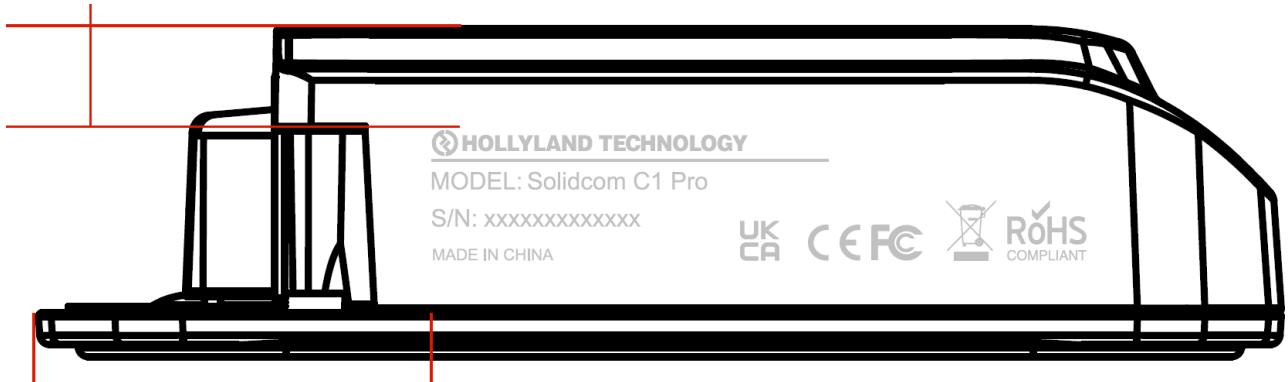 HOLLYLAND TECHNOLOGY
MODEL: Solidcom C1 Pro
S/N: xxxxxxxxxxxxx
MADE IN CHINA
UK
CA
CE FC
RoHS
COMPLIANT